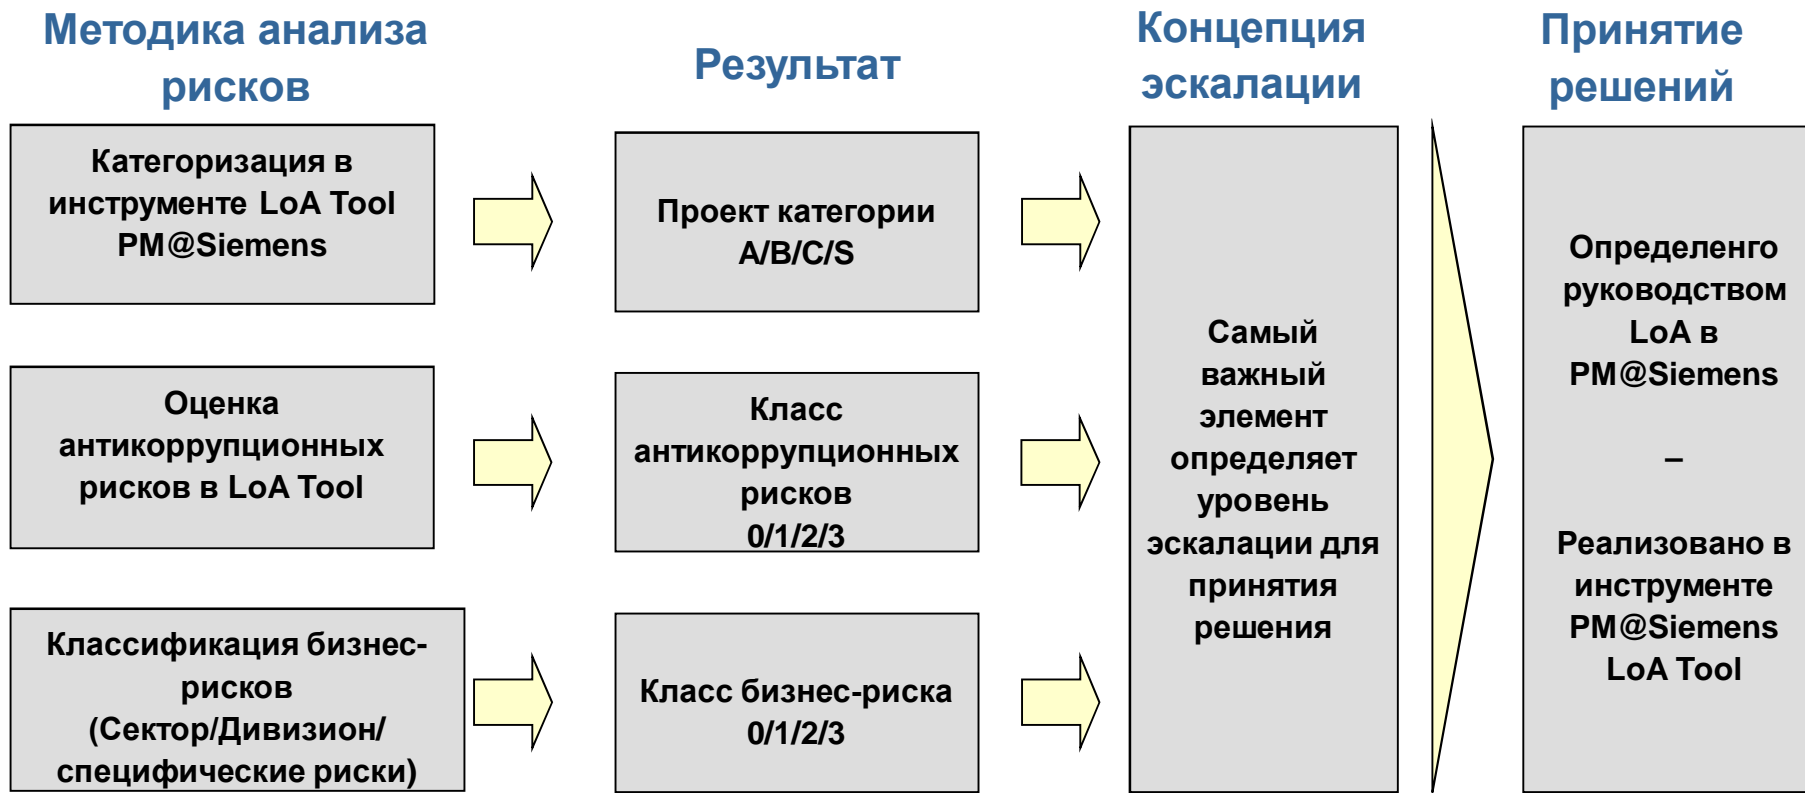 Методика анализа
рисков
Результат
Концепция
эскалации
Принятие
решений
Категоризация в
инструменте LoA Tool
PM@Siemens
Проект категории
A/B/C/S
Оценка
антикоррупционных
рисков в LoA Tool
Класс
антикоррупционных
рисков
0/1/2/3
Классификация бизнес-
рисков
(Сектор/Дивизион/
специфические риски)
Класс бизнес-риска
0/1/2/3
Самый
важный
элемент
определяет
уровень
эскалации для
принятия
решения
Определенго
руководством
LoA в
PM@Siemens
–
Реализовано в
инструменте
PM@Siemens
LoA Tool